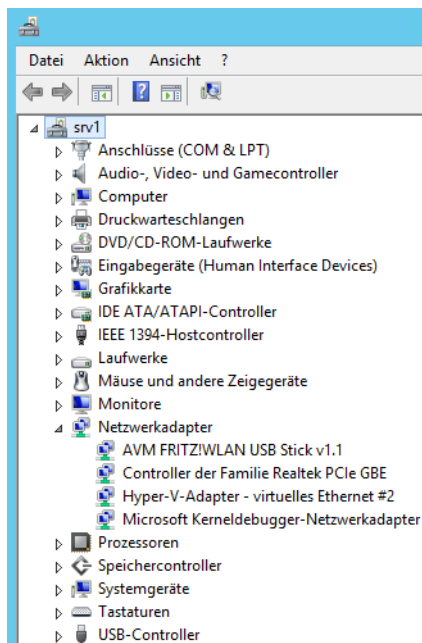 Datei Aktion Ansicht ?
srv1
Anschlüsse (COM & LPT)
Audio-, Video- und Gamecontroller
Computer
Druckwarteschlangen
DVD/CD-ROM-Laufwerke
Eingabegeräte (Human Interface Devices)
Grafikkarte
IDE ATA/ATAPI-Controller
IEEE 1394-Hostcontroller
Laufwerke
Mäuse und andere Zeigegeräte
Monitore
Netzwerkadapter
AVM FRITZ!WLAN USB Stick v1.1
Controller der Familie Realtek PCIe GBE
Hyper-V-Adapter - virtuelles Ethernet #2
Microsoft Kerneldebugger-Netzwerkadapter
Prozessoren
Speichercontroller
Systemgeräte
Tastaturen
USB-Controller